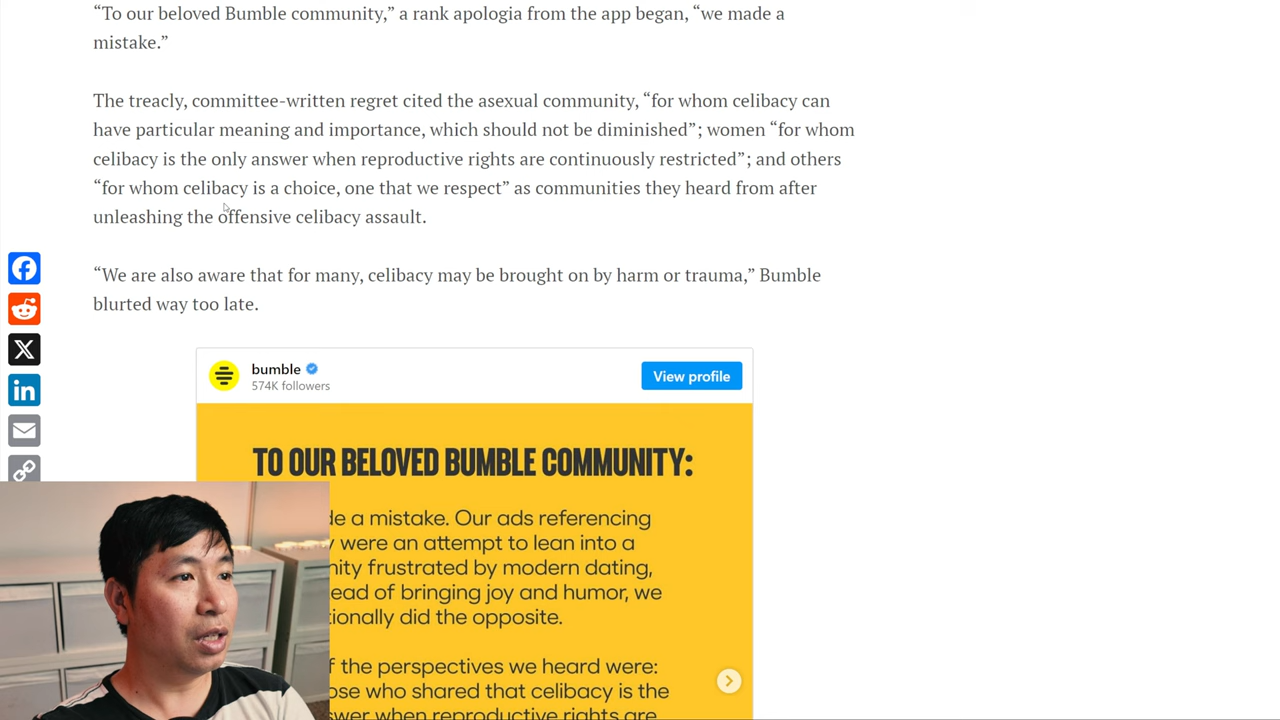 “To our beloved Bumble community,” a rank apologia from the app began, “we made a
mistake.”
The treacly, committee-written regret cited the asexual community, “for whom celibacy can
have particular meaning and importance, which should not be diminished”; women “for whom
celibacy is the only answer when reproductive rights are continuously restricted”; and others
“for whom celibacy is a choice, one that we respect” as communities they heard from after
unleashing the offensive celibacy assault.
“We are also aware that for many, celibacy may be brought on by harm or trauma,” Bumble
blurted way too late.
bumble
574K followers
View profile
TO OUR BELOVED BUMBLE COMMUNITY:
a mistake. Our ads referencing
were an attempt to lean into a
frustrated by modern dating,
of bringing joy and humor, we
did the opposite.
the perspectives we heard were:
who shared that celibacy is the
when reproductive rights are